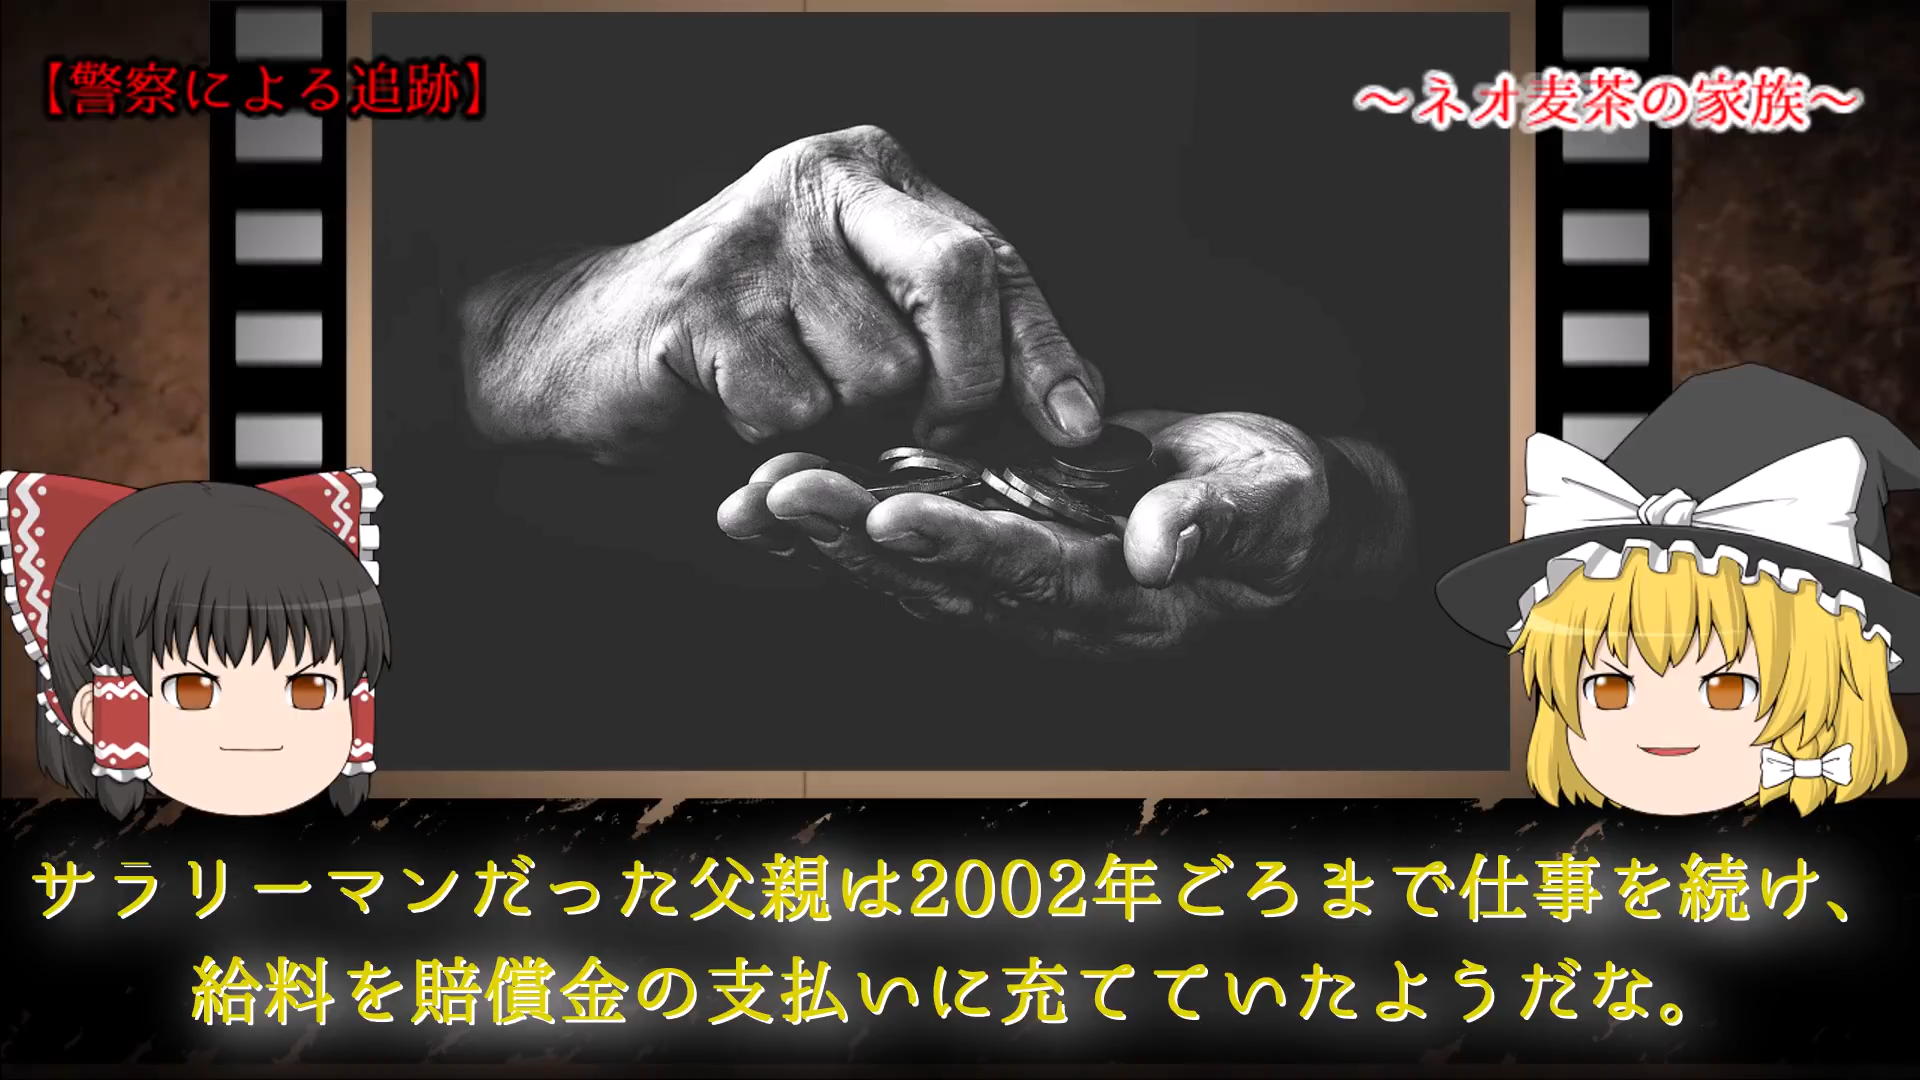 【警察による追跡】
～ネオ麦茶の家族～
サラリーマンだった父親は2002年ごろまで仕事を続け、
給料を賠償金の支払いに充てていたようだな。